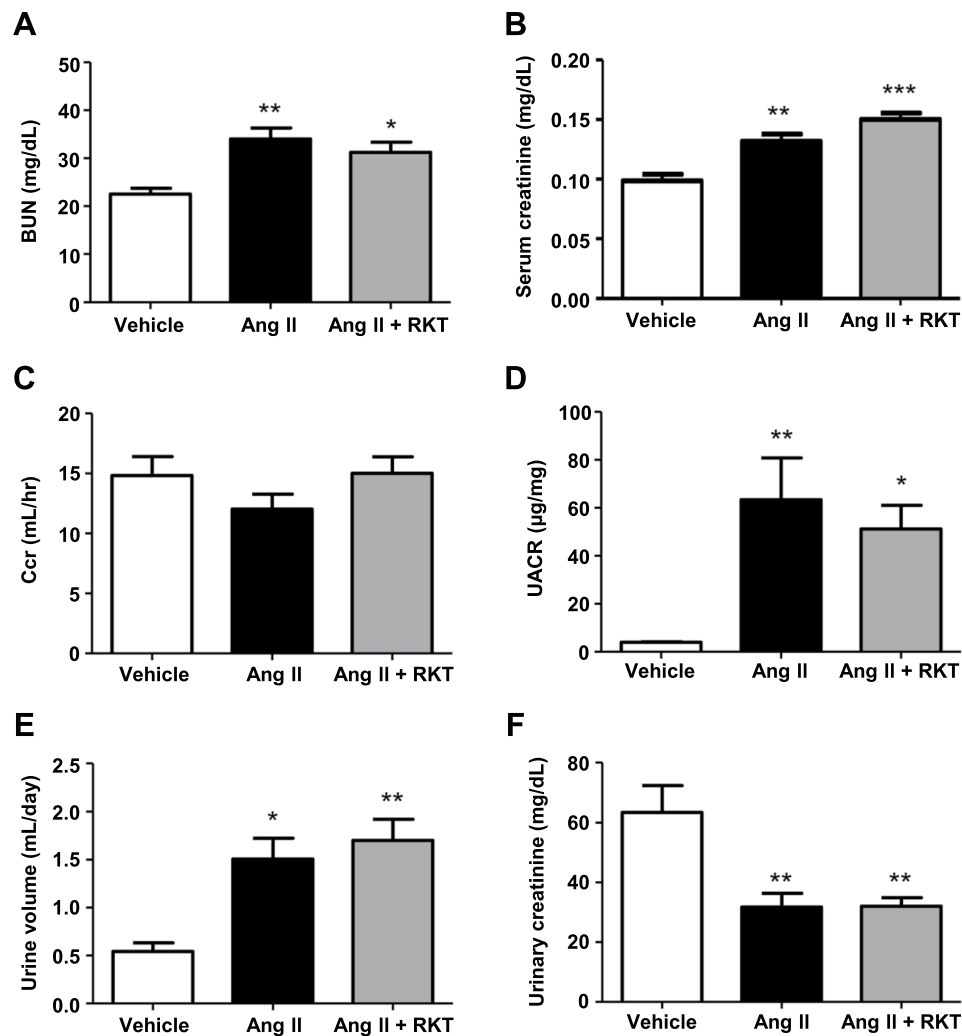 A
BUN (mg/dL)
50
40
30
20
10
0
**
*
Vehicle
Ang II
Ang II + RKT
B
Serum creatinine (mg/dL)
0.20
0.15
0.10
0.05
0.00
**
***
Vehicle
Ang II
Ang II + RKT
C
Ccr (mL/hr)
20
15
10
5
0
Vehicle
Ang II
Ang II + RKT
D
UACR (µg/mg)
100
80
60
40
20
0
**
*
Vehicle
Ang II
Ang II + RKT
E
Urine volume (mL/day)
2.5
2.0
1.5
1.0
0.5
0.0
*
**
Vehicle
Ang II
Ang II + RKT
F
Urinary creatinine (mg/dL)
80
60
40
20
0
**
**
Vehicle
Ang II
Ang II + RKT